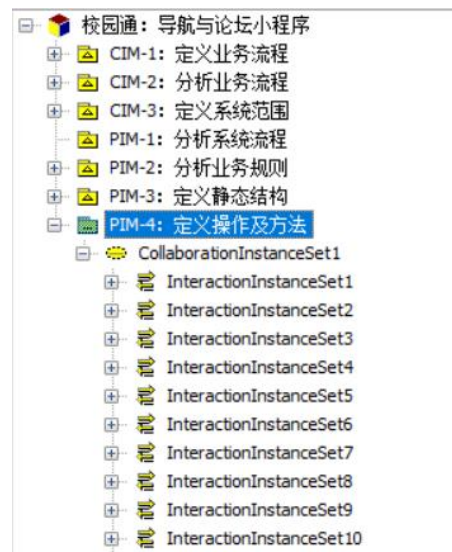 校园通：导航与论坛小程序
CIM-1：定义业务流程
CIM-2：分析业务流程
CIM-3：定义系统范围
PIM-1：分析系统流程
PIM-2：分析业务规则
PIM-3：定义静态结构
PIM-4：定义操作及方法
CollaborationInstanceSet1
InteractionInstanceSet1
InteractionInstanceSet2
InteractionInstanceSet3
InteractionInstanceSet4
InteractionInstanceSet5
InteractionInstanceSet6
InteractionInstanceSet7
InteractionInstanceSet8
InteractionInstanceSet9
InteractionInstanceSet10